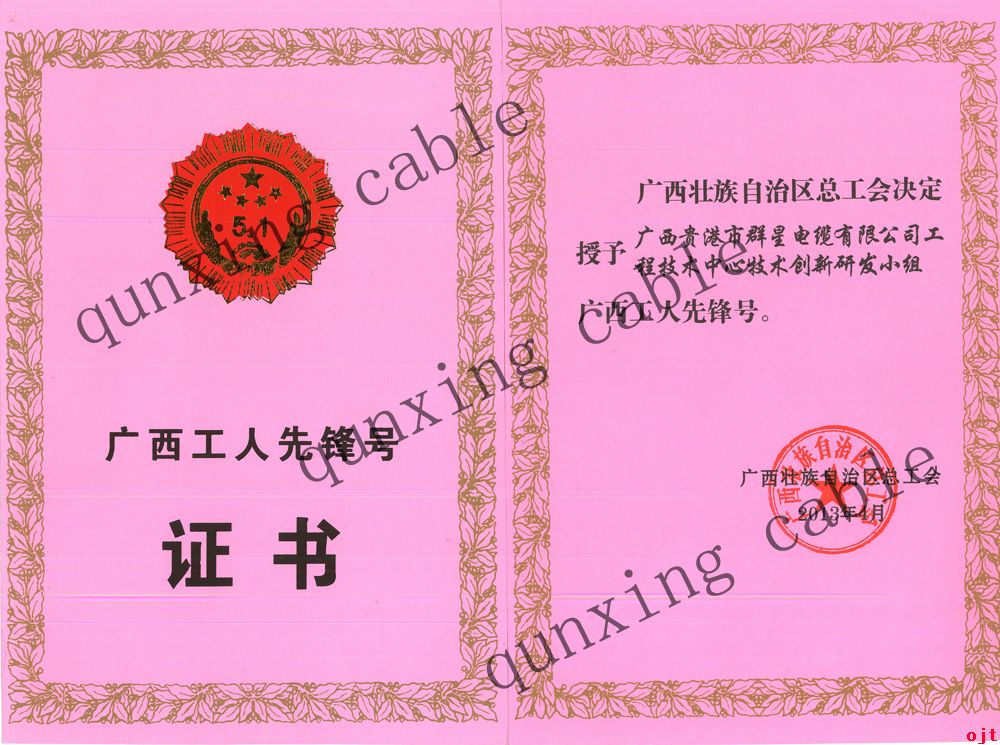 5.1
广西工人先锋号
证书
广西壮族自治区总工会决定
授予 广西贵港市群星电缆有限公司工
程技术中心技术创新研发小组
广西工人先锋号。
广西壮族自治区总工会
2013年4月
qunxing cable
qunxing cable
qunxing cable
ojt